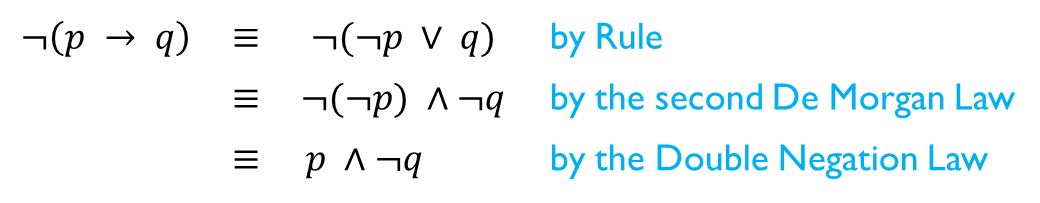 ¬(p → q) ≡ ¬(¬p ∨ q) by Rule
≡ ¬(¬p) ∧ ¬q by the second De Morgan Law
≡ p ∧ ¬q by the Double Negation Law